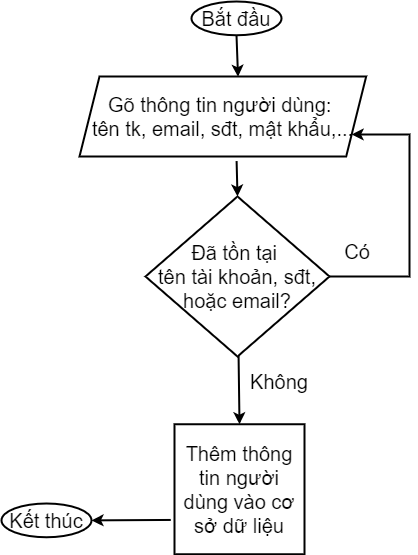 Bắt đầu
Gõ thông tin người dùng:
tên tk, email, sđt, mật khẩu,...
Đã tồn tại
tên tài khoản, sđt,
hoặc email?
Có
Không
Thêm thông
tin người
dùng vào cơ
sở dữ liệu
Kết thúc